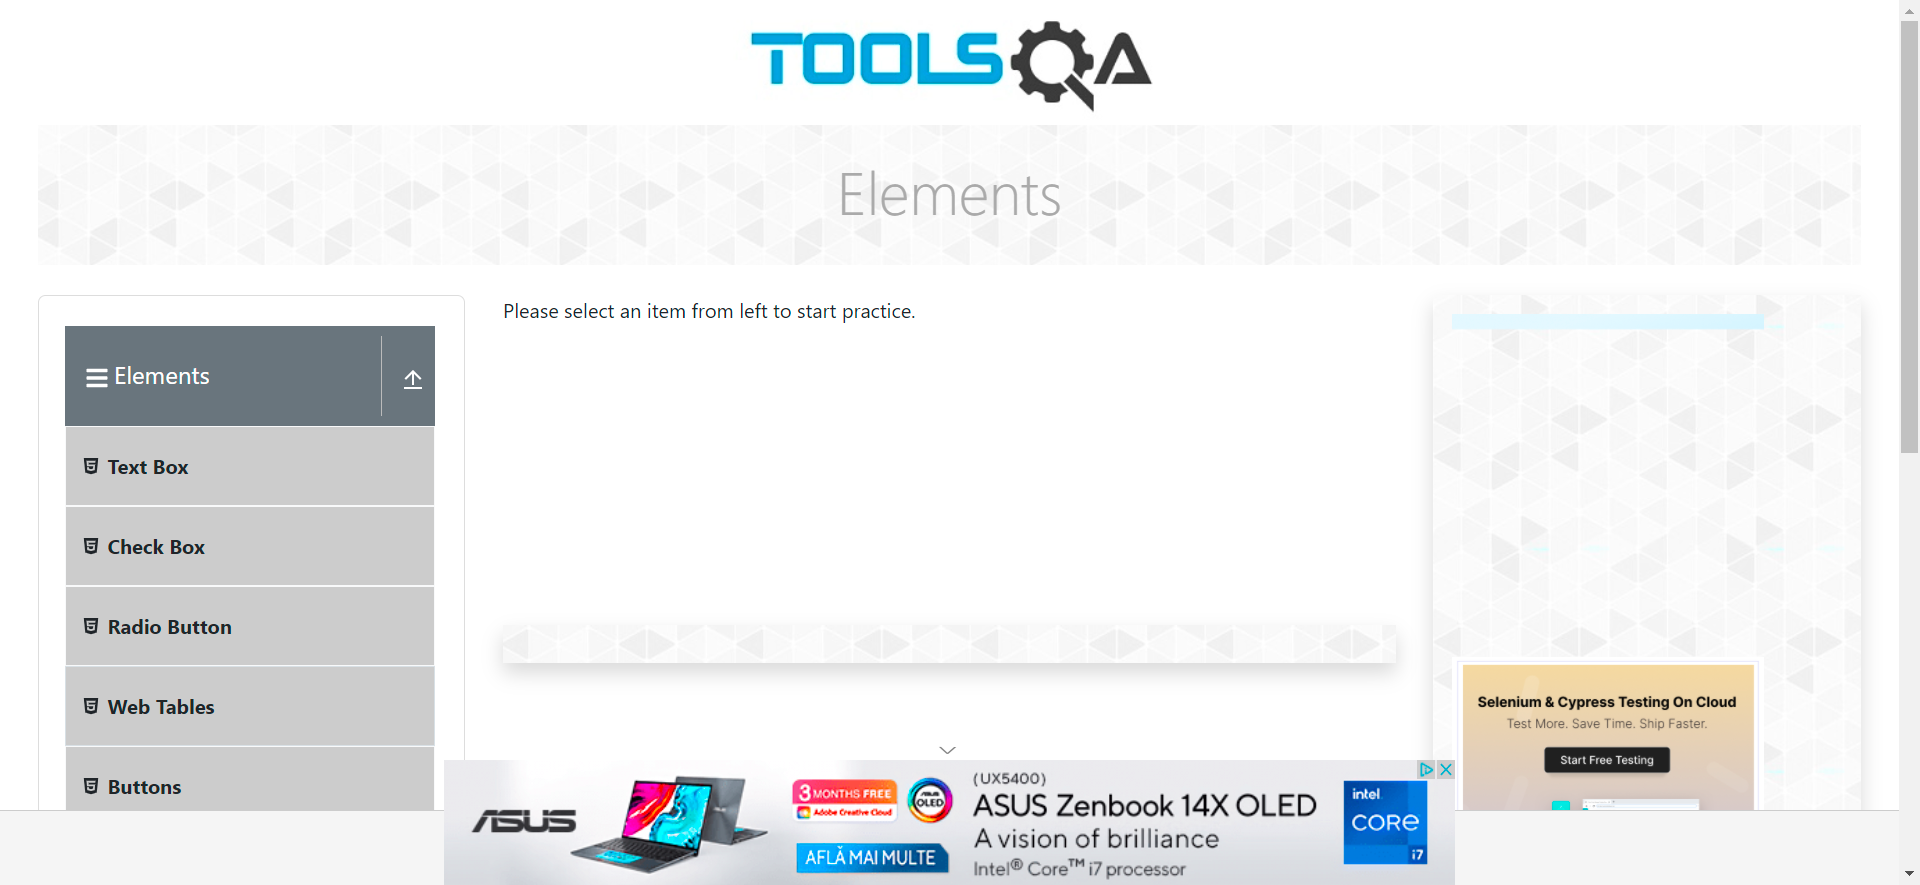 TOOLSQA
Elements
Elements
Text Box
Check Box
Radio Button
Web Tables
Buttons
Please select an item from left to start practice.
Selenium & Cypress Testing On Cloud
Test More. Save Time. Ship Faster.
Start Free Testing
ASUS
3 MONTHS FREE
Adobe Creative Cloud
ASUS
OLED
AFLĂ MAI MULTE
(UX5400)
ASUS Zenbook 14X OLED
A vision of brilliance
Intel® Core™ i7 processor
intel.
CORE
i7